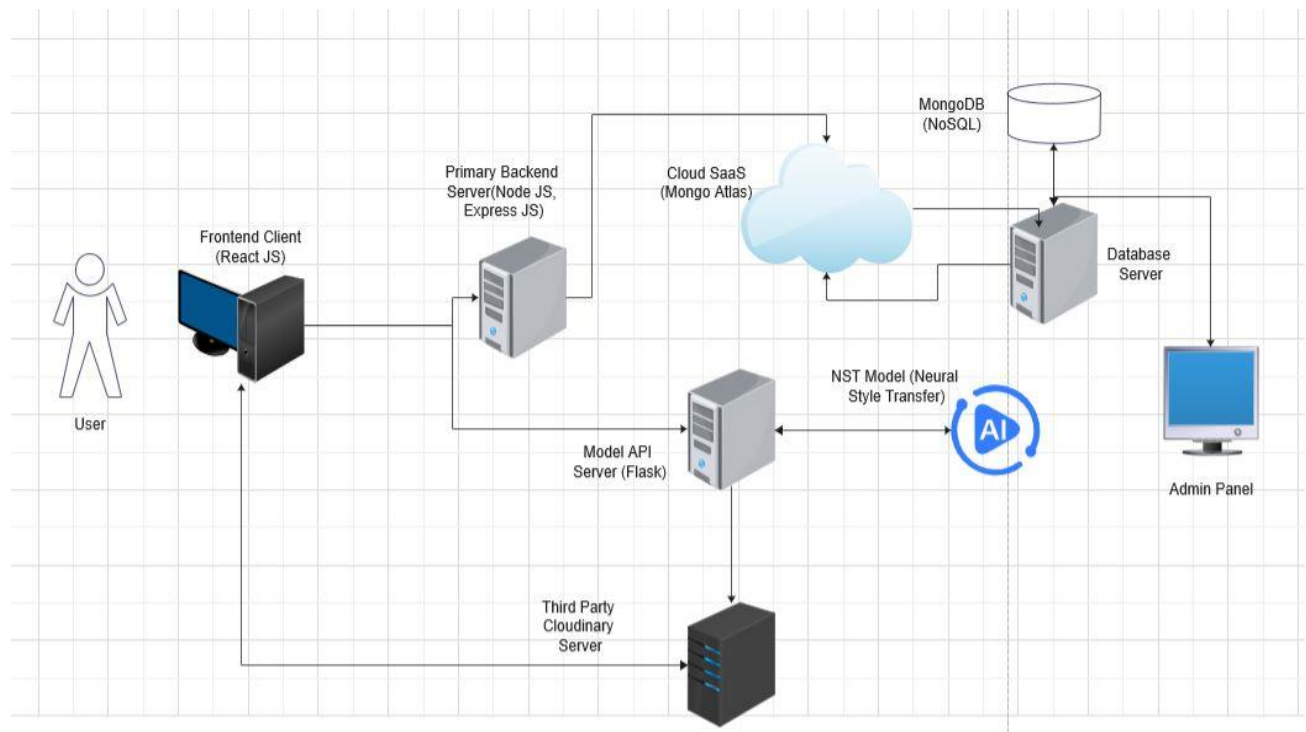 MongoDB
(NoSQL)
Primary Backend
Server(Node JS,
Express JS)
Cloud SaaS
(Mongo Atlas)
Frontend Client
(React JS)
Database
Server
User
NST Model (Neural
Style Transfer)
AI
Model API
Server (Flask)
Admin Panel
Third Party
Cloudinary
Server